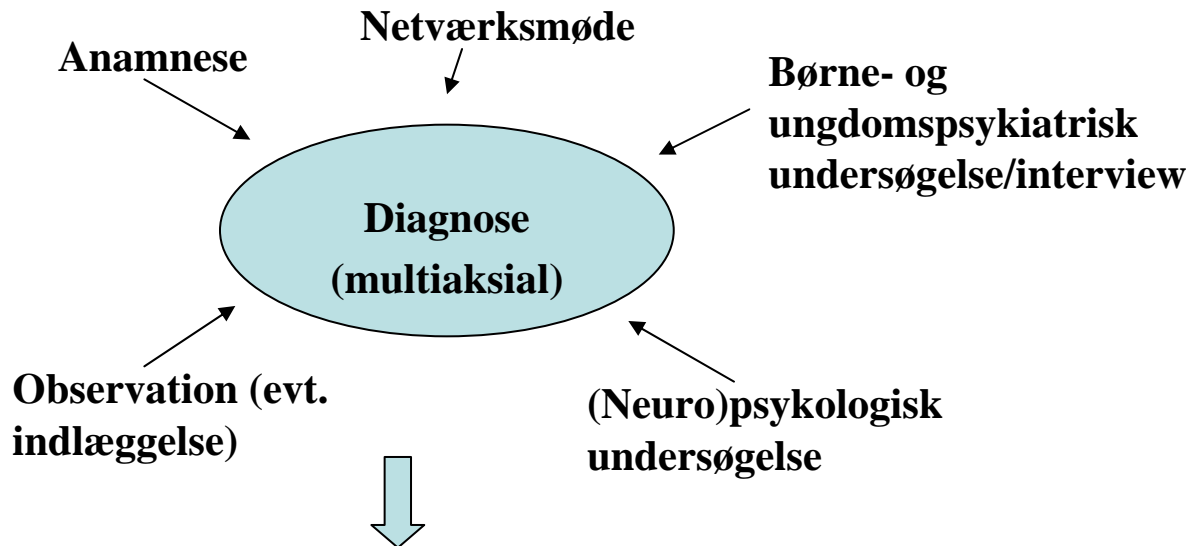 Netværksmøde
Anamnese
Børne- og
ungdomspsykiatrisk
undersøgelse/interview
Diagnose
(multiaksial)
Observation (evt.
indlæggelse)
(Neuro)psykologisk
undersøgelse